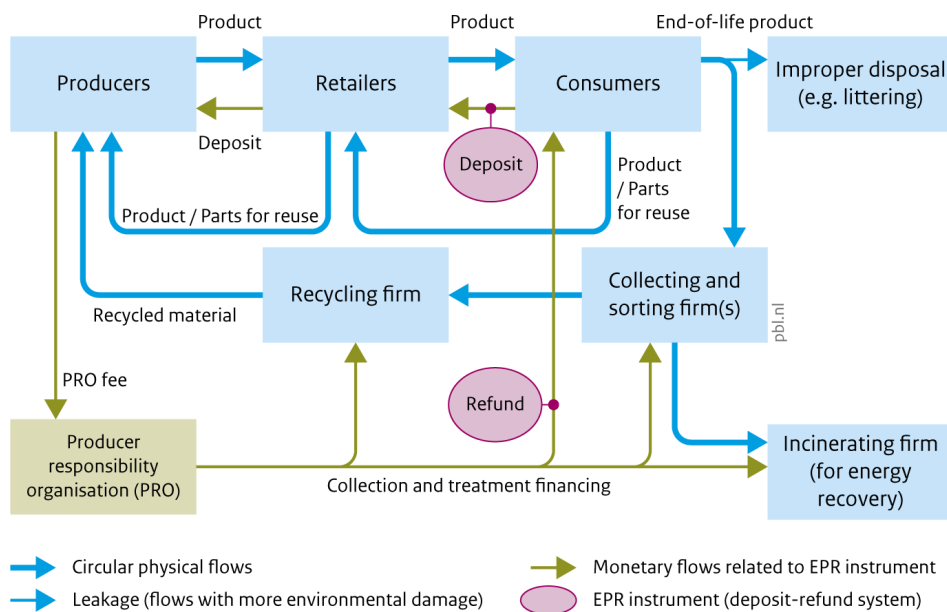 Product
Product
End-of-life product
Producers
Retailers
Consumers
Improper disposal
(e.g. littering)
Deposit
Deposit
Product
/ Parts
for reuse
Product / Parts for reuse
Recycling firm
Collecting and
sorting firm(s)
pbl.nl
Recycled material
PRO fee
Refund
Producer
responsibility
organisation (PRO)
Incinerating firm
(for energy
recovery)
Collection and treatment financing
Circular physical flows
Monetary flows related to EPR instrument
Leakage (flows with more environmental damage)
EPR instrument (deposit-refund system)